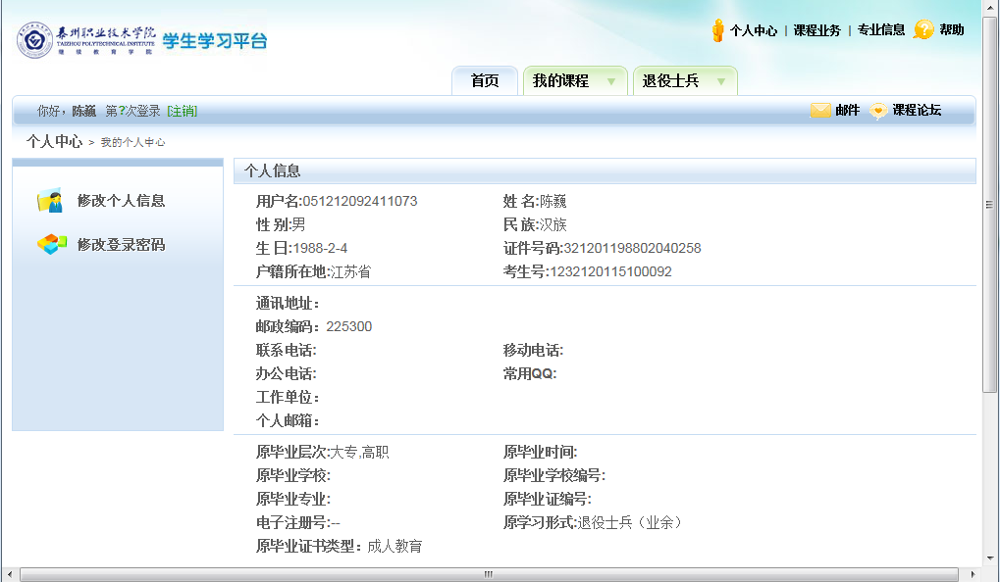 泰州职业技术学院
TAIZHOU POLYTECHNICAL INSTITUTE
继续教育学院
学生学习平台
个人中心 | 课程业务 | 专业信息 帮助
首页 我的课程 退役士兵
你好，陈巍 第?次登录 [注销] 邮件 课程论坛
个人中心 > 我的个人中心
修改个人信息
修改登录密码
个人信息
用户名:051212092411073 姓 名:陈巍
性 别:男 民 族:汉族
生 日:1988-2-4 证件号码:321201198802040258
户籍所在地:江苏省 考生号:1232120115100092
通讯地址：
邮政编码：225300
联系电话: 移动电话:
办公电话: 常用QQ:
工作单位：
个人邮箱：
原毕业层次:大专,高职 原毕业时间:
原毕业学校: 原毕业学校编号:
原毕业专业: 原毕业证编号:
电子注册号:-- 原学习形式:退役士兵（业余）
原毕业证书类型：成人教育